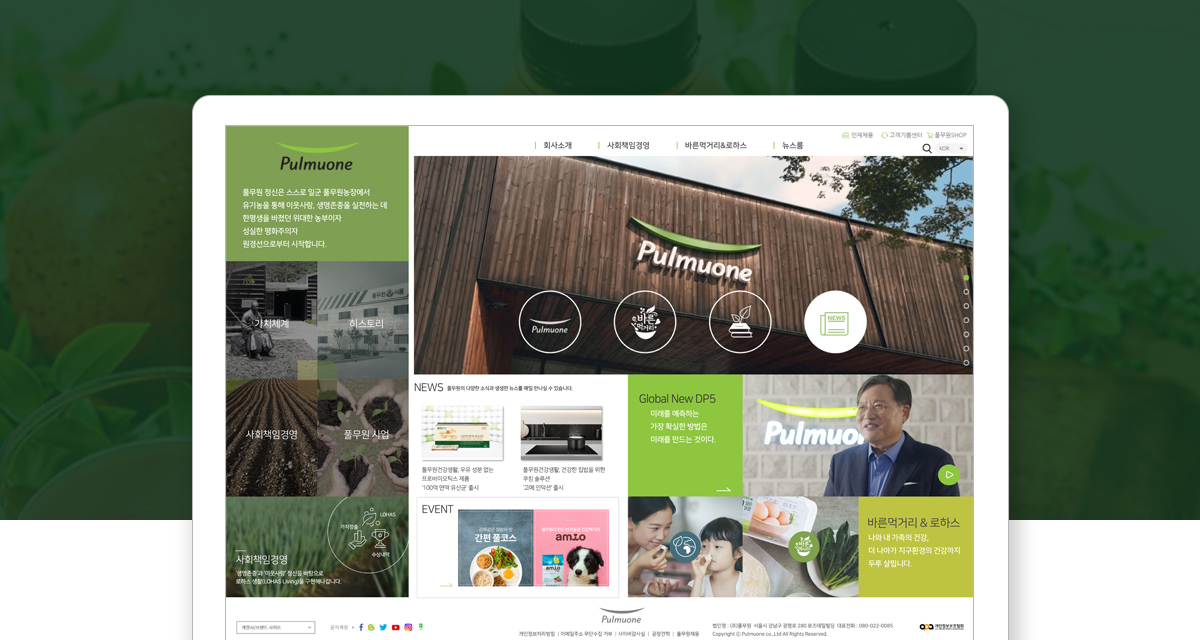 Pulmuone
풀무원 정신은 스스로 일군 풀무원농장에서
유기농을 통해 이웃사랑, 생명존중을 실천하는 데
한평생을 바쳤던 위대한 농부이자
성실한 평화주의자
원경선으로부터 시작합니다.
가치체계
히스토리
사회책임경영
풀무원 사업
LOHAS
가치창출
수상내역
사회책임경영
'생명존중'과 '이웃사랑' 정신을 바탕으로
로하스 생활(LOHAS Living)을 구현해나갑니다.
인재채용 고객기쁨센터 풀무원SHOP
회사소개 사회책임경영 바른먹거리&로하스 뉴스룸
KOR
Pulmuone
Pulmuone
바른
먹거리
NEWS
NEWS 풀무원의 다양한 소식과 생생한 뉴스를 매일 만나실 수 있습니다.
풀무원건강생활, 우유 성분 없는
프로바이오틱스 제품
'100억 면역 유산균' 출시
풀무원건강생활, 건강한 집밥을 위한
쿠킹 솔루션
'고메 인덕션' 출시
Global New DP5
미래를 예측하는
가장 확실한 방법은
미래를 만드는 것이다.
Pulmuo
EVENT
간편 풀코스
amio
바른먹거리 & 로하스
나와 내 가족의 건강,
더 나아가 지구환경의 건강까지
두루 살핍니다.
계열사/브랜드 사이트
공식계정
Pulmuone
개인정보처리방침 | 이메일주소 무단수집 거부 | 사이버감사실 | 공장견학 | 풀무원채용
법인명 : (주)풀무원 서울시 강남구 광평로 280 로즈데일빌딩 대표전화 : 080-022-0085
Copyright ⓒ Pulmuone co.,Ltd All Rights Reserved.